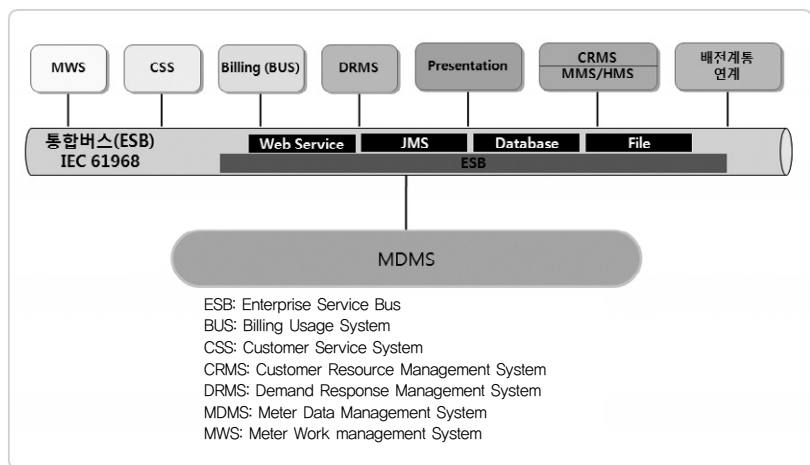 MWS
CSS
Billing (BUS)
DRMS
Presentation
CRMS
MMS/HMS
배전계통
연계
통합버스(ESB)
IEC 61968
Web Service
JMS
Database
File
ESB
MDMS
ESB: Enterprise Service Bus
BUS: Billing Usage System
CSS: Customer Service System
CRMS: Customer Resource Management System
DRMS: Demand Response Management System
MDMS: Meter Data Management System
MWS: Meter Work management System